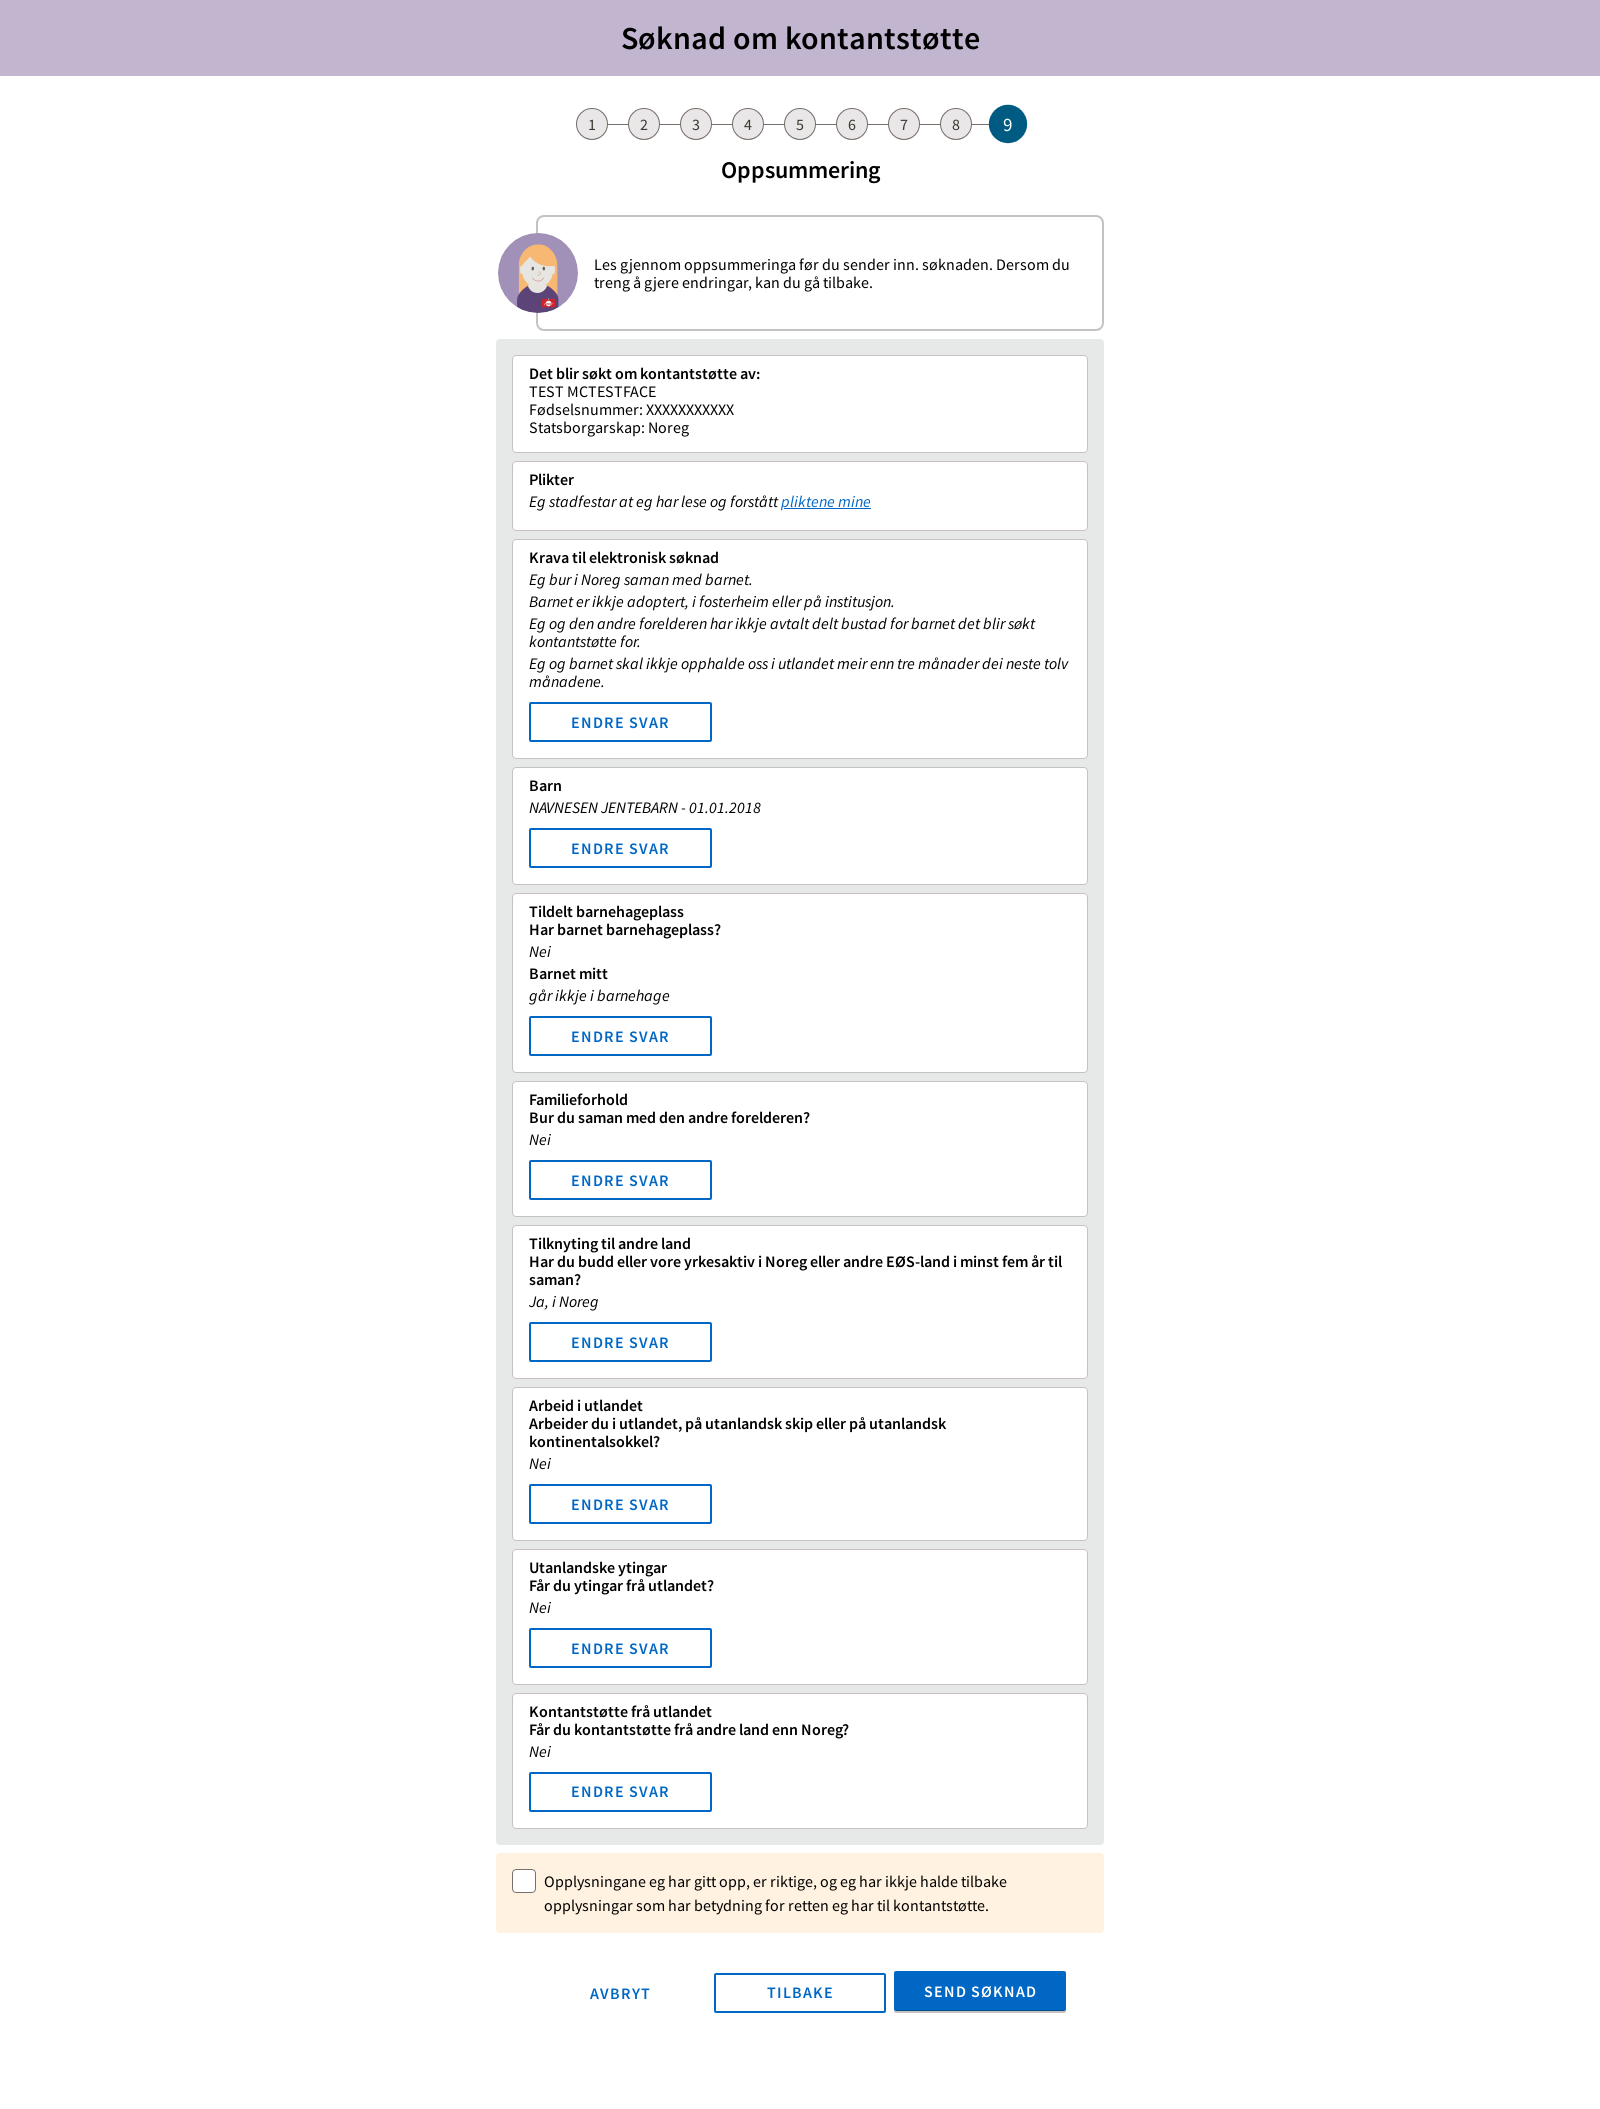 Søknad om kontantstøtte
1 2 3 4 5 6 7 8 9
Oppsummering
Les gjennom oppsummeringa før du sender inn. søknaden. Dersom du
treng å gjere endringar, kan du gå tilbake.
Det blir søkt om kontantstøtte av:
TEST MCTESTFACE
Fødselsnummer: XXXXXXXXXXX
Statsborgarskap: Noreg
Plikter
Eg stadfestar at eg har lese og forstått pliktene mine
Krava til elektronisk søknad
Eg bur i Noreg saman med barnet.
Barnet er ikkje adoptert, i fosterheim eller på institusjon.
Eg og den andre forelderen har ikkje avtalt delt bustad for barnet det blir søkt
kontantstøtte for.
Eg og barnet skal ikkje opphalde oss i utlandet meir enn tre månader dei neste tolv
månadene.
ENDRE SVAR
Barn
NAVNESEN JENTEBARN - 01.01.2018
ENDRE SVAR
Tildelt barnehageplass
Har barnet barnehageplass?
Nei
Barnet mitt
går ikkje i barnehage
ENDRE SVAR
Familieforhold
Bur du saman med den andre forelderen?
Nei
ENDRE SVAR
Tilknyting til andre land
Har du budd eller vore yrkesaktiv i Noreg eller andre EØS-land i minst fem år til
saman?
Ja, i Noreg
ENDRE SVAR
Arbeid i utlandet
Arbeider du i utlandet, på utanlandsk skip eller på utanlandsk
kontinentalsokkel?
Nei
ENDRE SVAR
Utanlandske ytingar
Får du ytingar frå utlandet?
Nei
ENDRE SVAR
Kontantstøtte frå utlandet
Får du kontantstøtte frå andre land enn Noreg?
Nei
ENDRE SVAR
Opplysningane eg har gitt opp, er riktige, og eg har ikkje halde tilbake
opplysningar som har betydning for retten eg har til kontantstøtte.
AVBRYT TILBAKE SEND SØKNAD